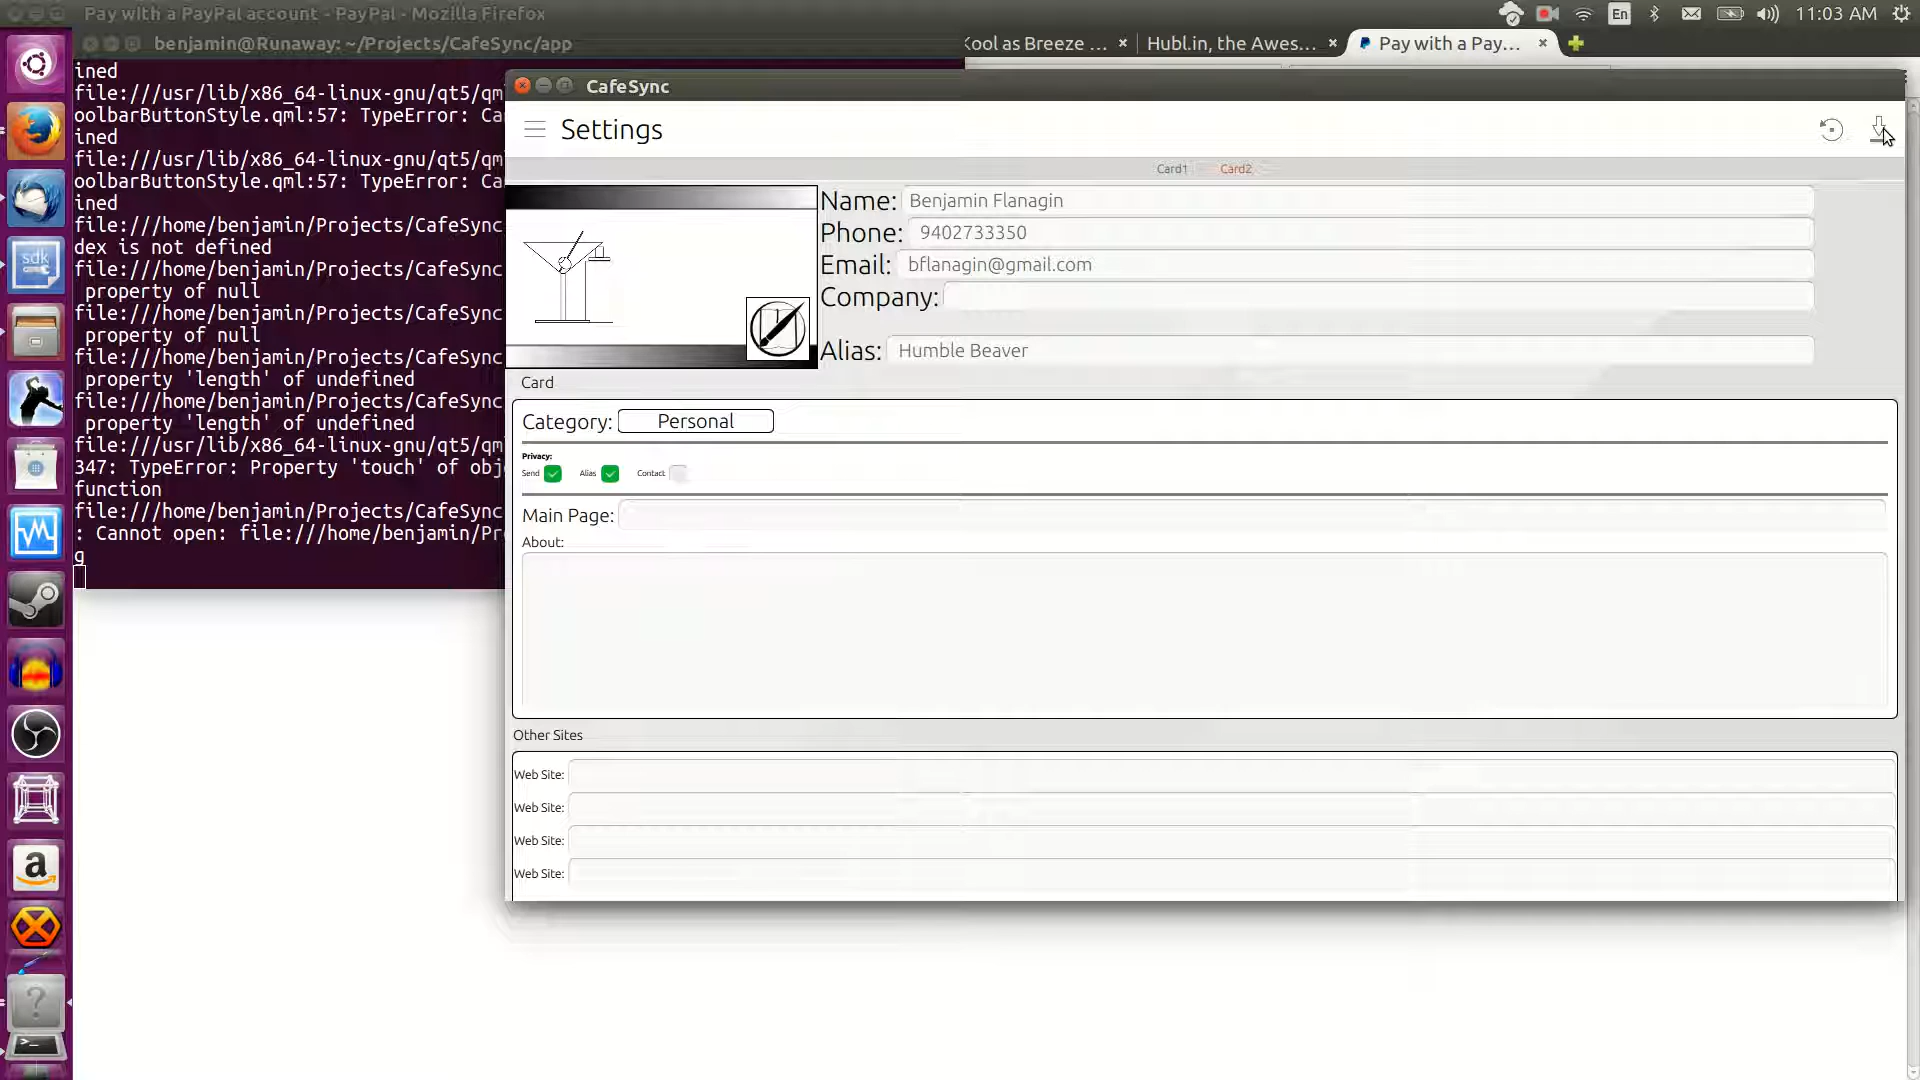 Pay with a PayPal account - PayPal - Mozilla Firefox
En
11:03 AM
benjamin@Runaway: ~/Projects/CafeSync/app
Kool as Breeze ...
Hubl.in, the Awes...
Pay with a Pay...
ined
file:///usr/lib/x86_64-linux-gnu/qt5/qm
oolbarButtonStyle.qml:57: TypeError: Ca
ined
file:///usr/lib/x86_64-linux-gnu/qt5/qm
oolbarButtonStyle.qml:57: TypeError: Ca
ined
file:///home/benjamin/Projects/CafeSync
dex is not defined
file:///home/benjamin/Projects/CafeSync
property of null
file:///home/benjamin/Projects/CafeSync
property of null
file:///home/benjamin/Projects/CafeSync
property 'length' of undefined
file:///home/benjamin/Projects/CafeSync
property 'length' of undefined
file:///usr/lib/x86_64-linux-gnu/qt5/qm
347: TypeError: Property 'touch' of obj
function
file:///home/benjamin/Projects/CafeSync
: Cannot open: file:///home/benjamin/Pr
g
sdk
CafeSync
Settings
Card1
Card2
Name: Benjamin Flanagin
Phone: 9402733350
Email: bflanagin@gmail.com
Company:
Alias: Humble Beaver
Card
Category: Personal
Privacy:
Send
Alias
Contact
Main Page:
About:
Other Sites
Web Site:
Web Site:
Web Site:
Web Site: